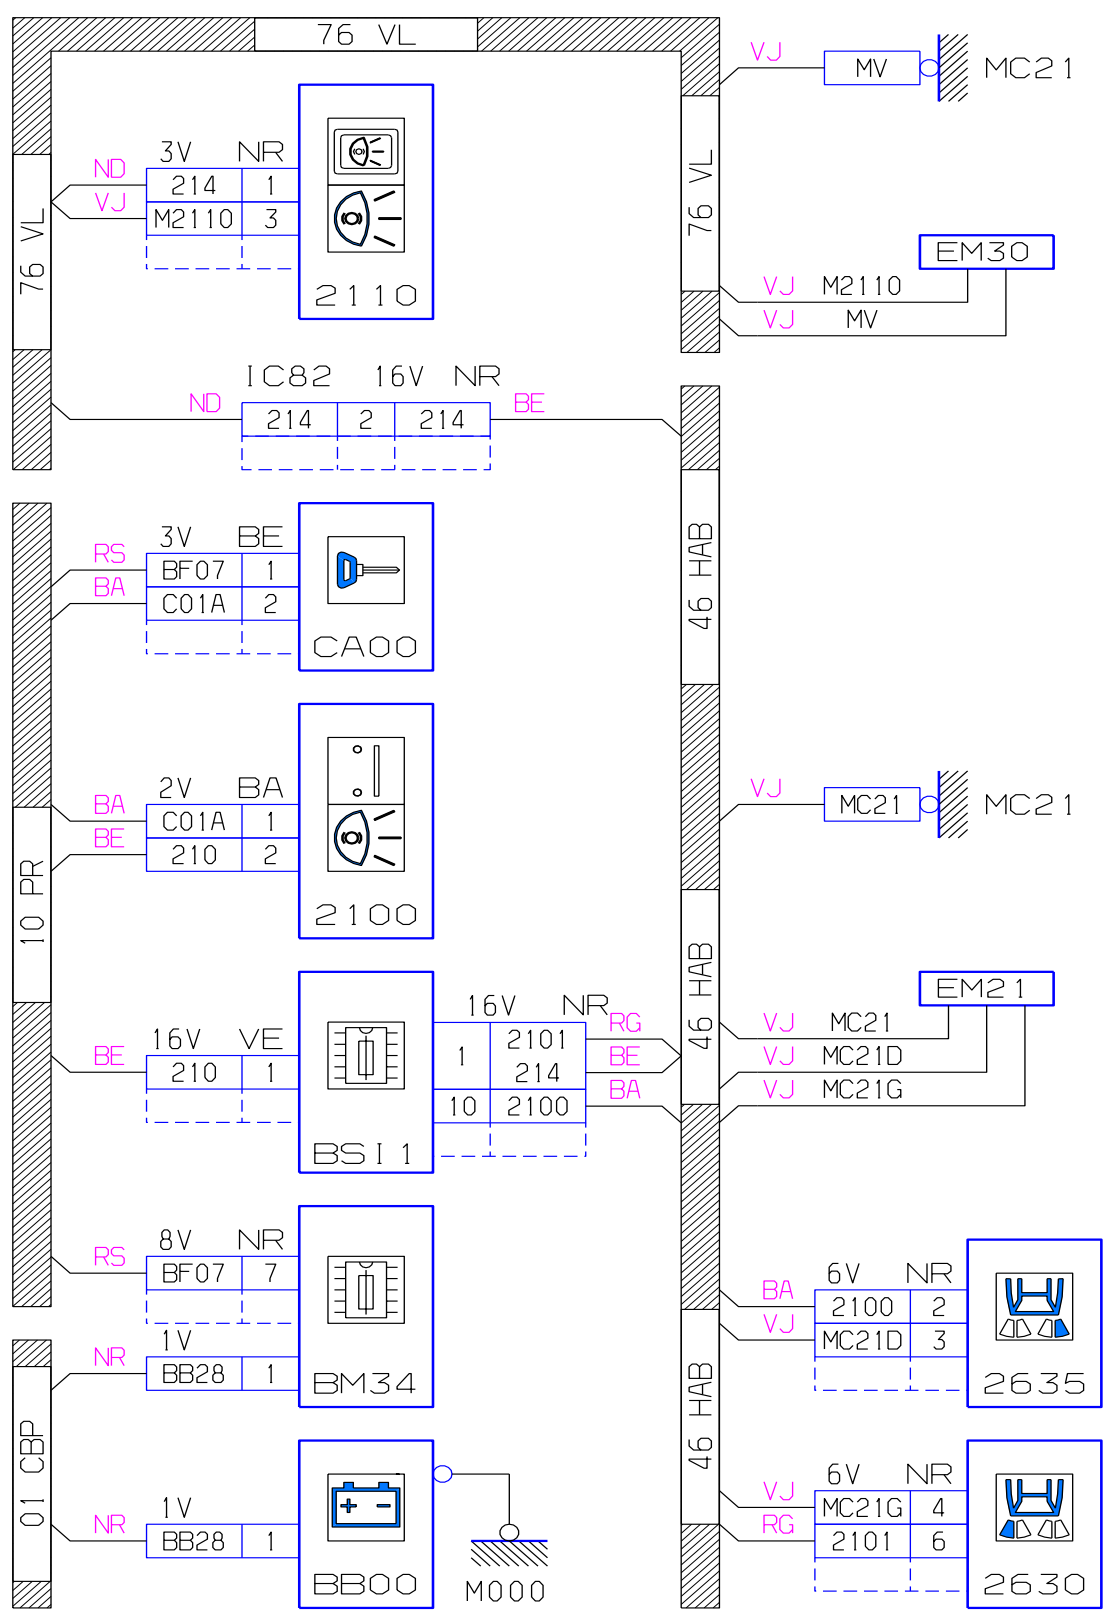 76 VL
VJ MV MC21
3V NR
ND 214 1
VJ M2110 3
2110
76 VL
76 VL
EM30
VJ M2110
VJ MV
IC82 16V NR
ND 214 2 214 BE
3V BE
RS BF07 1
BA C01A 2
CA00
46 HAB
2V BA
BA C01A 1
BE 210 2
2100
10 PR
VJ MC21 MC21
46 HAB
EM21
VJ MC21
VJ MC21D
VJ MC21G
16V VE
BE 210 1
BSI1
16V NR
1 2101 RG
214 BE
10 2100 BA
8V NR
RS BF07 7
1V
NR BB28 1
BM34
6V NR
BA 2100 2
VJ MC21D 3
2635
46 HAB
01 CBP
1V
NR BB28 1
+ -
BB00
M000
6V NR
VJ MC21G 4
RG 2101 6
2630